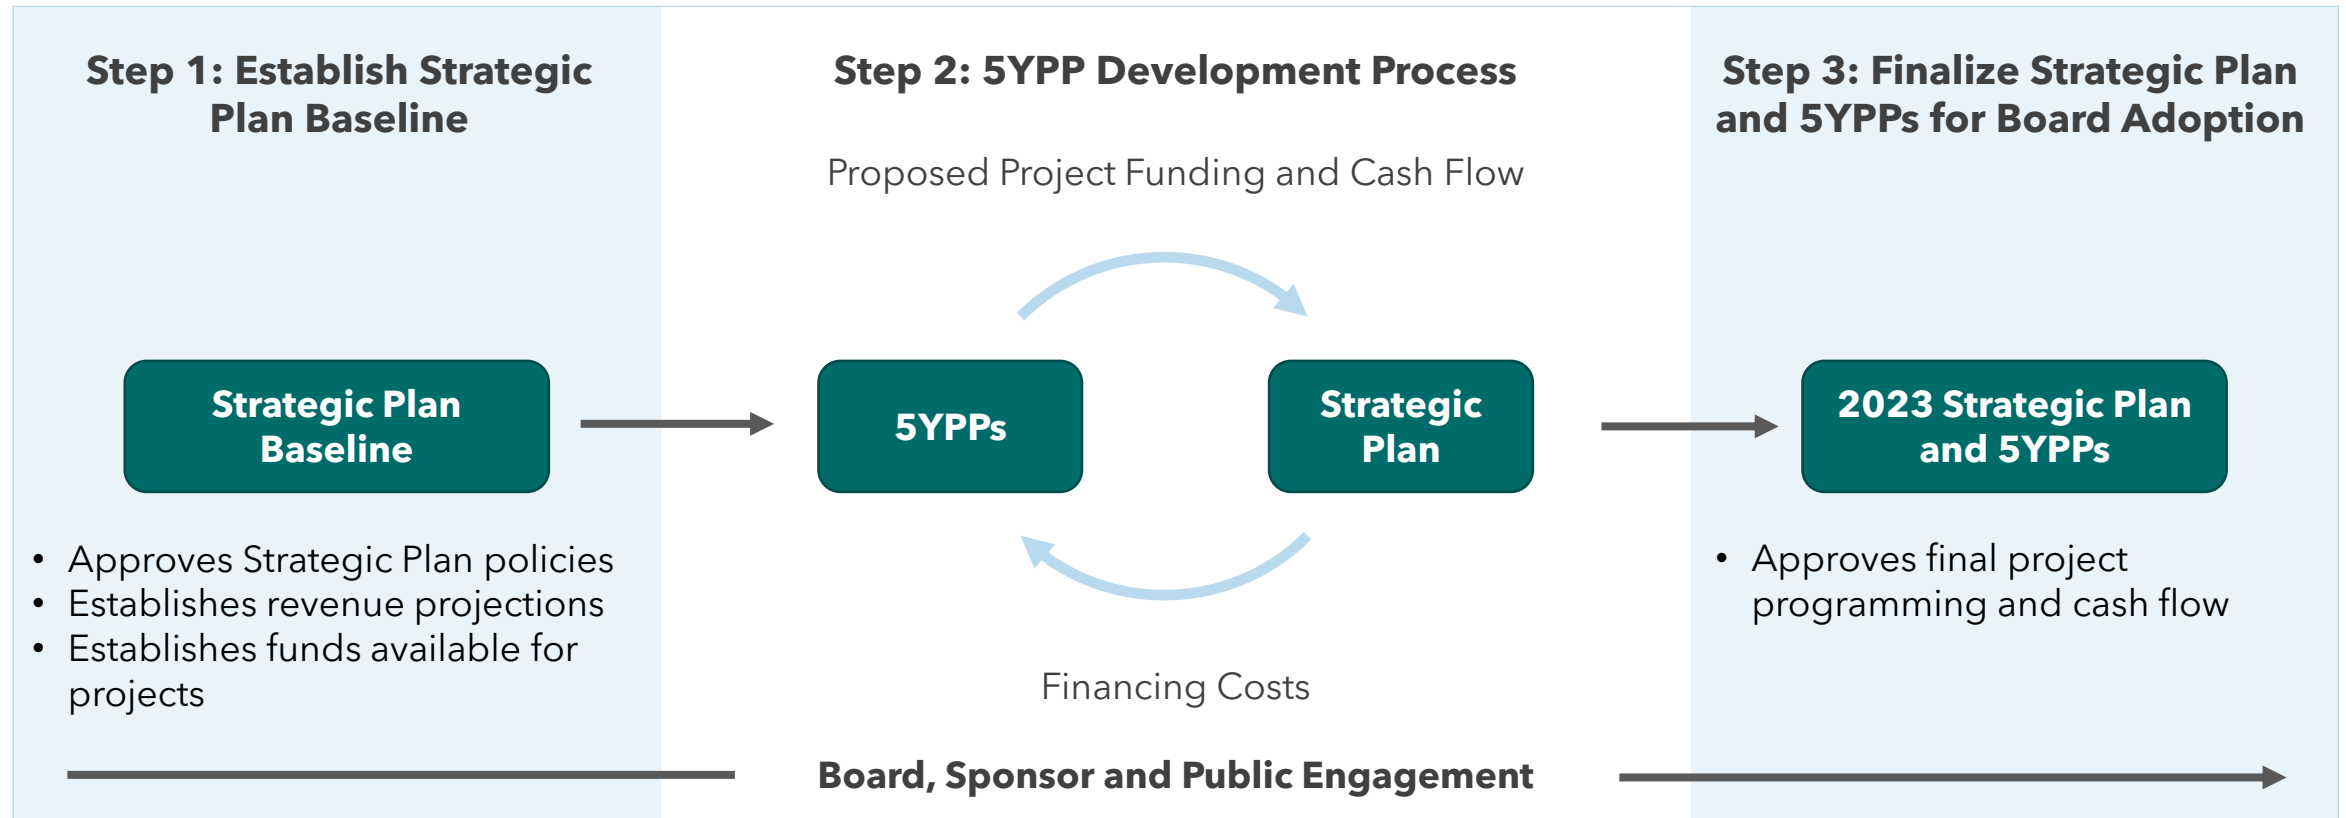 Step 1: Establish Strategic
Plan Baseline
Strategic Plan
Baseline
• Approves Strategic Plan policies
• Establishes revenue projections
• Establishes funds available for
projects
Step 2: 5YPP Development Process
Proposed Project Funding and Cash Flow
5YPPs
Strategic
Plan
Financing Costs
Step 3: Finalize Strategic Plan
and 5YPPs for Board Adoption
2023 Strategic Plan
and 5YPPs
• Approves final project
programming and cash flow
Board, Sponsor and Public Engagement